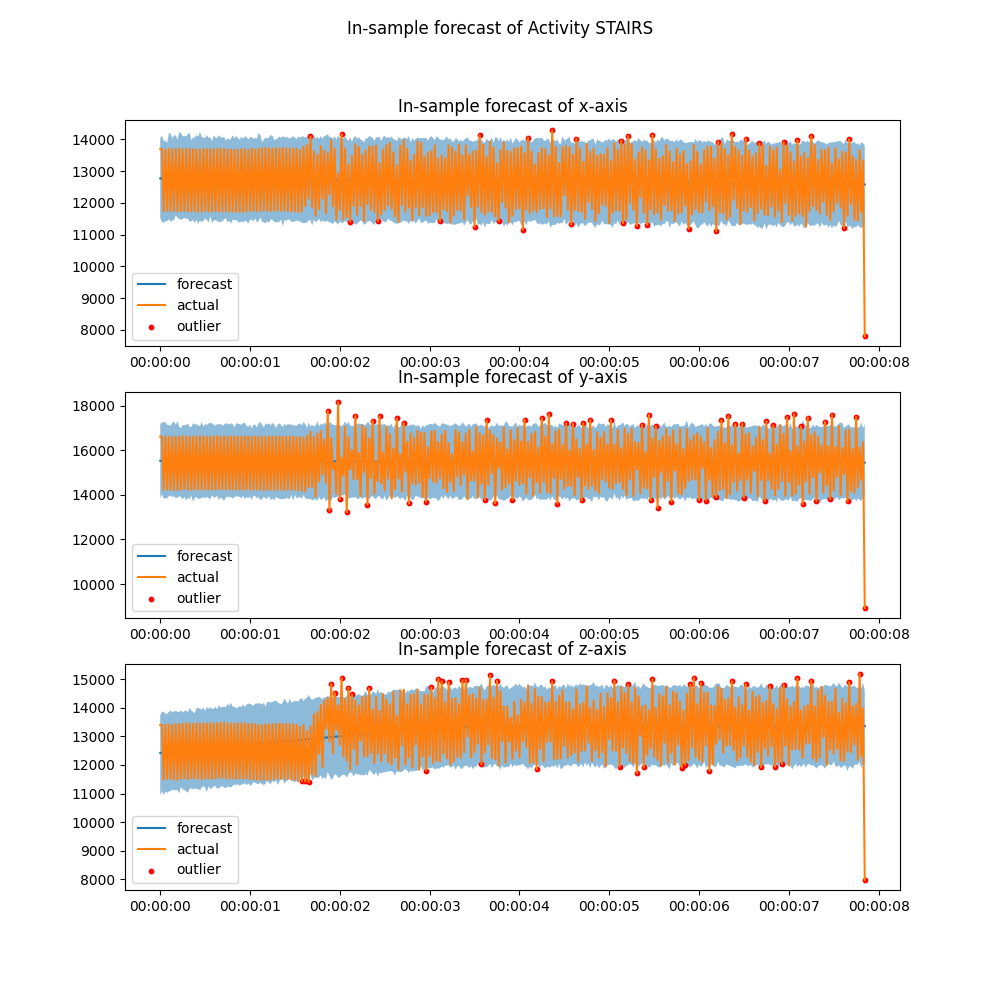 In-sample forecast of Activity STAIRS
In-sample forecast of x-axis
14000
13000
12000
11000
10000
9000
8000
forecast
actual
outlier
00:00:00 00:00:01 00:00:02 00:00:03 00:00:04 00:00:05 00:00:06 00:00:07 00:00:08
In-sample forecast of y-axis
18000
16000
14000
12000
10000
forecast
actual
outlier
00:00:00 00:00:01 00:00:02 00:00:03 00:00:04 00:00:05 00:00:06 00:00:07 00:00:08
In-sample forecast of z-axis
15000
14000
13000
12000
11000
10000
9000
8000
forecast
actual
outlier
00:00:00 00:00:01 00:00:02 00:00:03 00:00:04 00:00:05 00:00:06 00:00:07 00:00:08